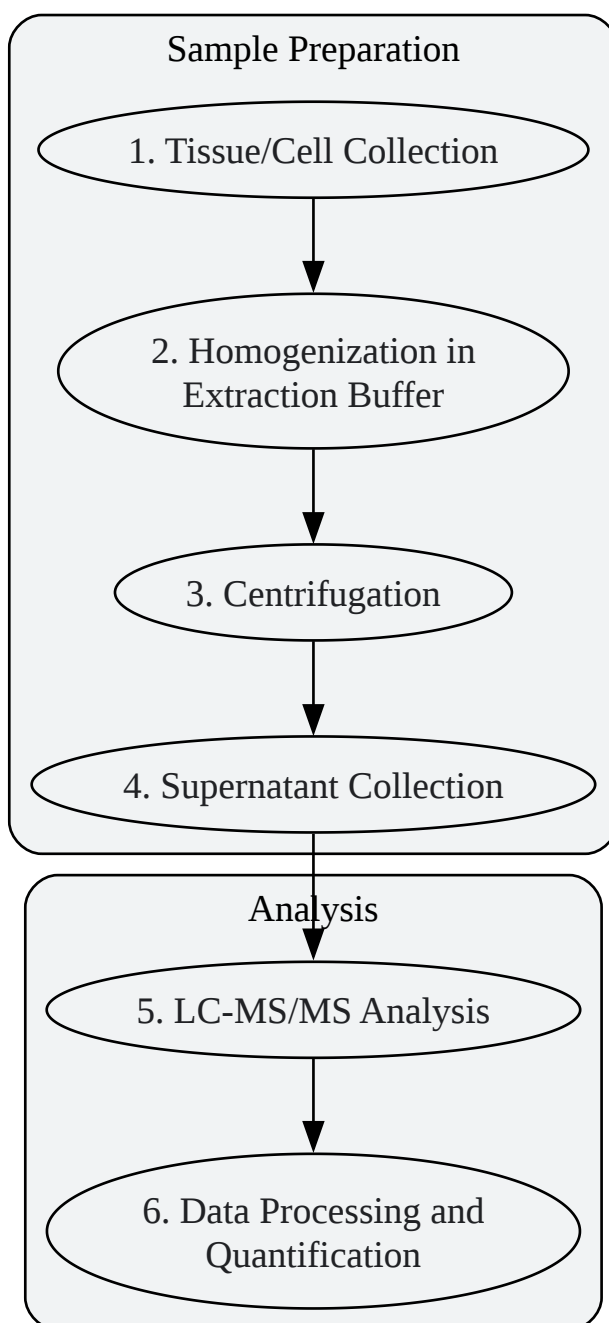 Sample Preparation
1. Tissue/Cell Collection
2. Homogenization in
Extraction Buffer
3. Centrifugation
4. Supernatant Collection
Analysis
5. LC-MS/MS Analysis
6. Data Processing and
Quantification